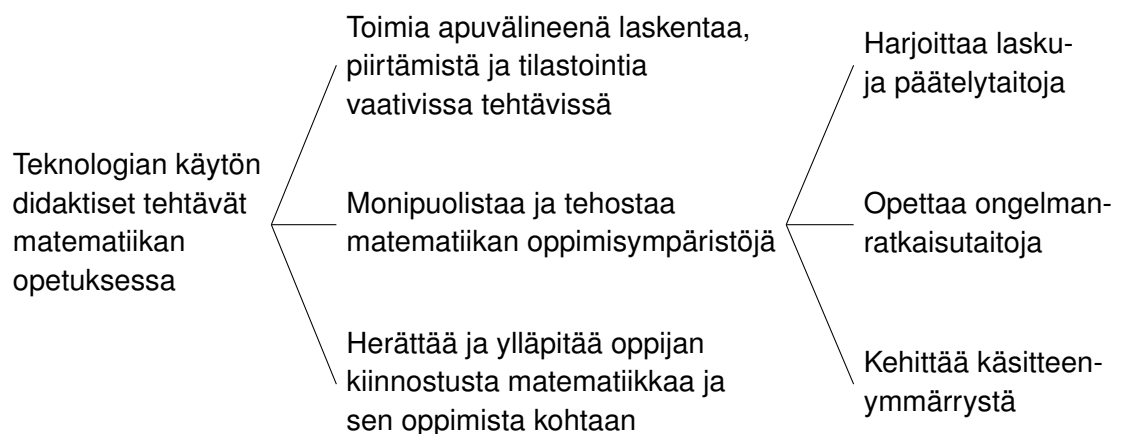 Teknologian käytön
didaktiset tehtävät
matematiikan
opetuksessa
Toimia apuvälineenä laskentaa,
piirtämistä ja tilastointia
vaativissa tehtävissä
Monipuolistaa ja tehostaa
matematiikan oppimisympäristöjä
Herättää ja ylläpitää oppijan
kiinnostusta matematiikkaa ja
sen oppimista kohtaan
Harjoittaa lasku-
ja päätelytaitoja
Opettaa ongelman-
ratkaisutaitoja
Kehittää käsitteen-
ymmärrystä